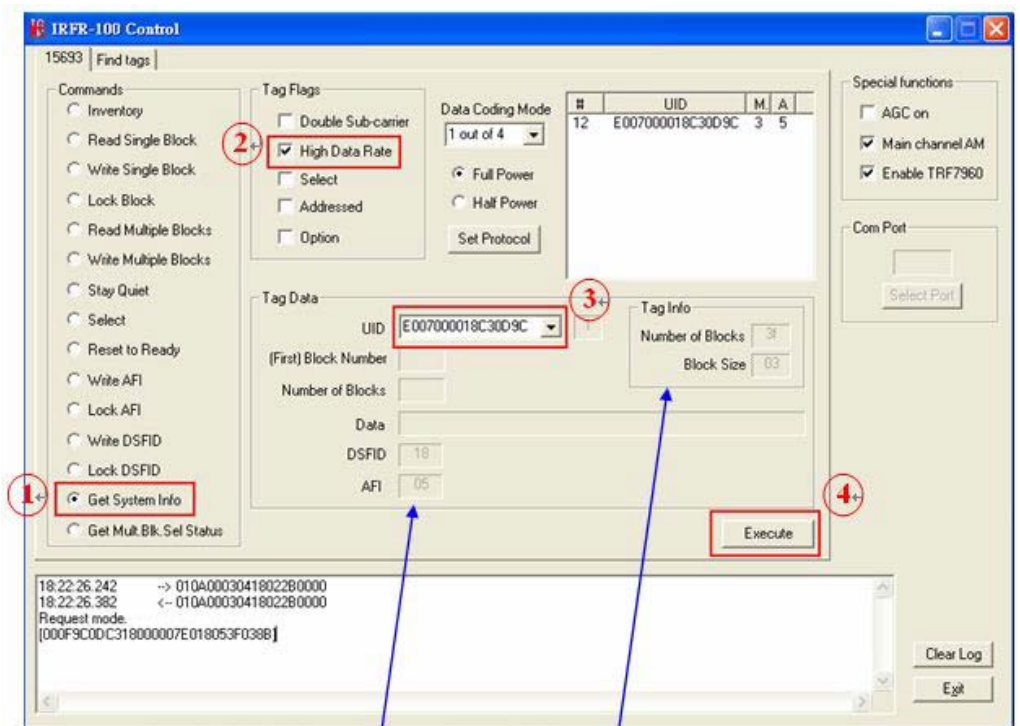 IRFR-100 Control
15693
Find tags
Commands
Inventory
Read Single Block
Write Single Block
Lock Block
Read Multiple Blocks
Write Multiple Blocks
Stay Quiet
Select
Reset to Ready
Write AFI
Lock AFI
Write DSFID
Lock DSFID
1
Get System Info
Get Mult.Blk.Sel Status
Tag Flags
Double Sub-carrier
2
High Data Rate
Select
Addressed
Option
Data Coding Mode
1 out of 4
Full Power
Half Power
Set Protocol
# UID M. A
12 E007000018C30D9C 3 5
Special functions
AGC on
Main channel AM
Enable TRF7960
Com Port
Select Port
Tag Data
3
UID E007000018C30D9C 1
(First) Block Number
Number of Blocks
Data
DSFID 18
AFI 05
Tag Info
Number of Blocks 3f
Block Size 03
4
Execute
18:22:26.242 --> 010A00030418022B0000
18:22:26.382 <-- 010A00030418022B0000
Request mode.
[000F9C0DC318000007E018053F038B]
Clear Log
Exit